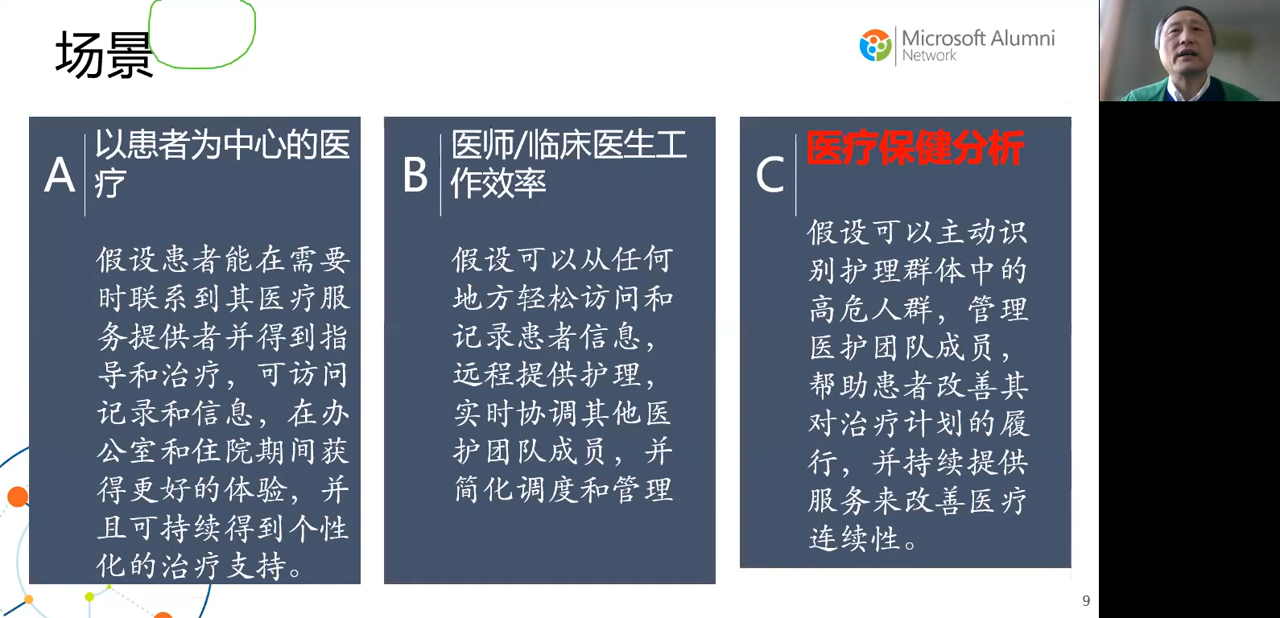 场景
Microsoft Alumni
Network
A
以患者为中心的医
疗
假设患者能在需要
时联系到其医疗服
务提供者并得到指
导和治疗，可访问
记录和信息，在办
公室和住院期间获
得更好的体验，并
且可持续得到个性
化的治疗支持。
B
医师/临床医生工
作效率
假设可以从任何
地方轻松访问和
记录患者信息，
远程提供护理，
实时协调其他医
护团队成员，并
简化调度和管理
C
医疗保健分析
假设可以主动识
别护理群体中的
高危人群，管理
医护团队成员，
帮助患者改善其
对治疗计划的履
行，并持续提供
服务来改善医疗
连续性。
9